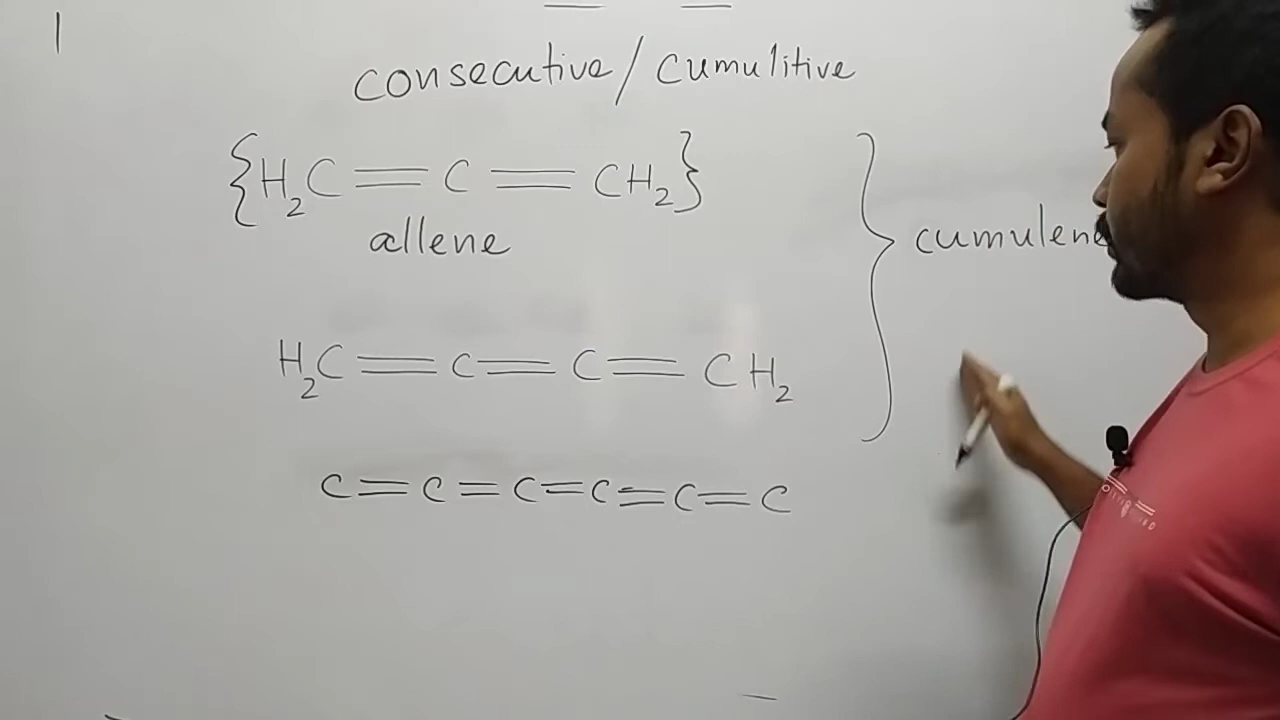 consecutive / cumulitive
{H₂C = C = CH₂}
allene
cumulene
H₂C = C = C = CH₂
C = C = C = C = C = C